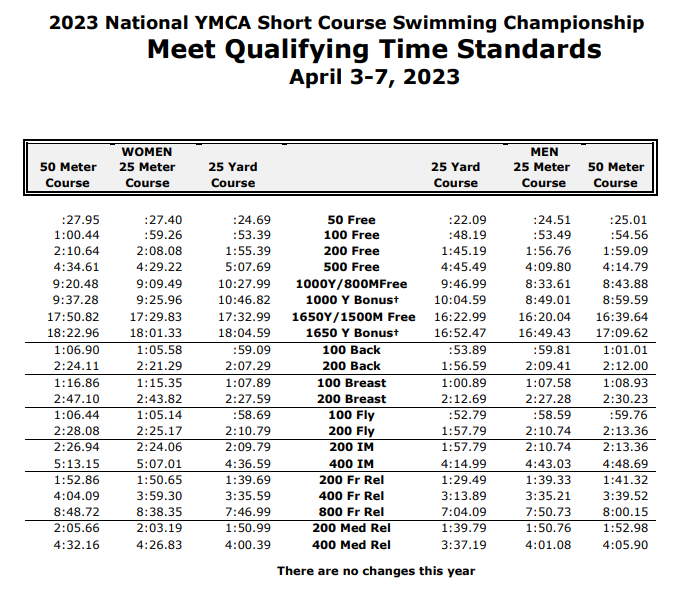 2023 National YMCA Short Course Swimming Championship
Meet Qualifying Time Standards
April 3-7, 2023
WOMEN MEN
50 Meter 25 Meter 25 Yard 25 Yard 25 Meter 50 Meter
Course Course Course Course Course Course
:27.95 :27.40 :24.69 50 Free :22.09 :24.51 :25.01
1:00.44 :59.26 :53.39 100 Free :48.19 :53.49 :54.56
2:10.64 2:08.08 1:55.39 200 Free 1:45.19 1:56.76 1:59.09
4:34.61 4:29.22 5:07.69 500 Free 4:45.49 4:09.80 4:14.79
9:20.48 9:09.49 10:27.99 1000Y/800MFree 9:46.99 8:33.61 8:43.88
9:37.28 9:25.96 10:46.82 1000 Y Bonus† 10:04.59 8:49.01 8:59.59
17:50.82 17:29.83 17:32.99 1650Y/1500M Free 16:22.99 16:20.04 16:39.64
18:22.96 18:01.33 18:04.59 1650 Y Bonus† 16:52.47 16:49.43 17:09.62
1:06.90 1:05.58 :59.09 100 Back :53.89 :59.81 1:01.01
2:24.11 2:21.29 2:07.29 200 Back 1:56.59 2:09.41 2:12.00
1:16.86 1:15.35 1:07.89 100 Breast 1:00.89 1:07.58 1:08.93
2:47.10 2:43.82 2:27.59 200 Breast 2:12.69 2:27.28 2:30.23
1:06.44 1:05.14 :58.69 100 Fly :52.79 :58.59 :59.76
2:28.08 2:25.17 2:10.79 200 Fly 1:57.79 2:10.74 2:13.36
2:26.94 2:24.06 2:09.79 200 IM 1:57.79 2:10.74 2:13.36
5:13.15 5:07.01 4:36.59 400 IM 4:14.99 4:43.03 4:48.69
1:52.86 1:50.65 1:39.69 200 Fr Rel 1:29.49 1:39.33 1:41.32
4:04.09 3:59.30 3:35.59 400 Fr Rel 3:13.89 3:35.21 3:39.52
8:48.72 8:38.35 7:46.99 800 Fr Rel 7:04.09 7:50.73 8:00.15
2:05.66 2:03.19 1:50.99 200 Med Rel 1:39.79 1:50.76 1:52.98
4:32.16 4:26.83 4:00.39 400 Med Rel 3:37.19 4:01.08 4:05.90
There are no changes this year